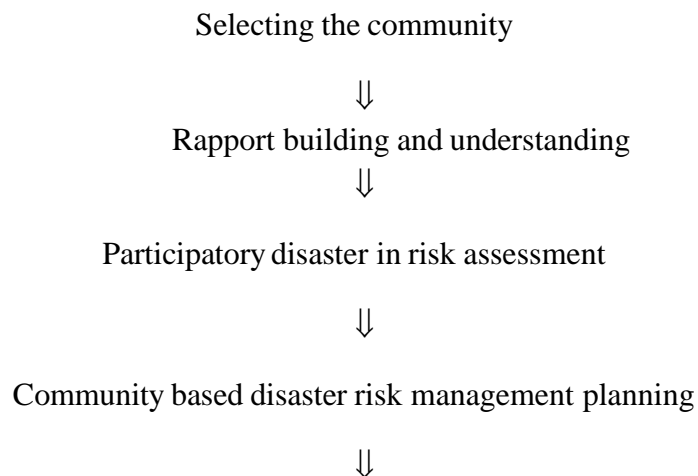 Selecting the community
⇓
Rapport building and understanding
⇓
Participatory disaster in risk assessment
⇓
Community based disaster risk management planning
⇓